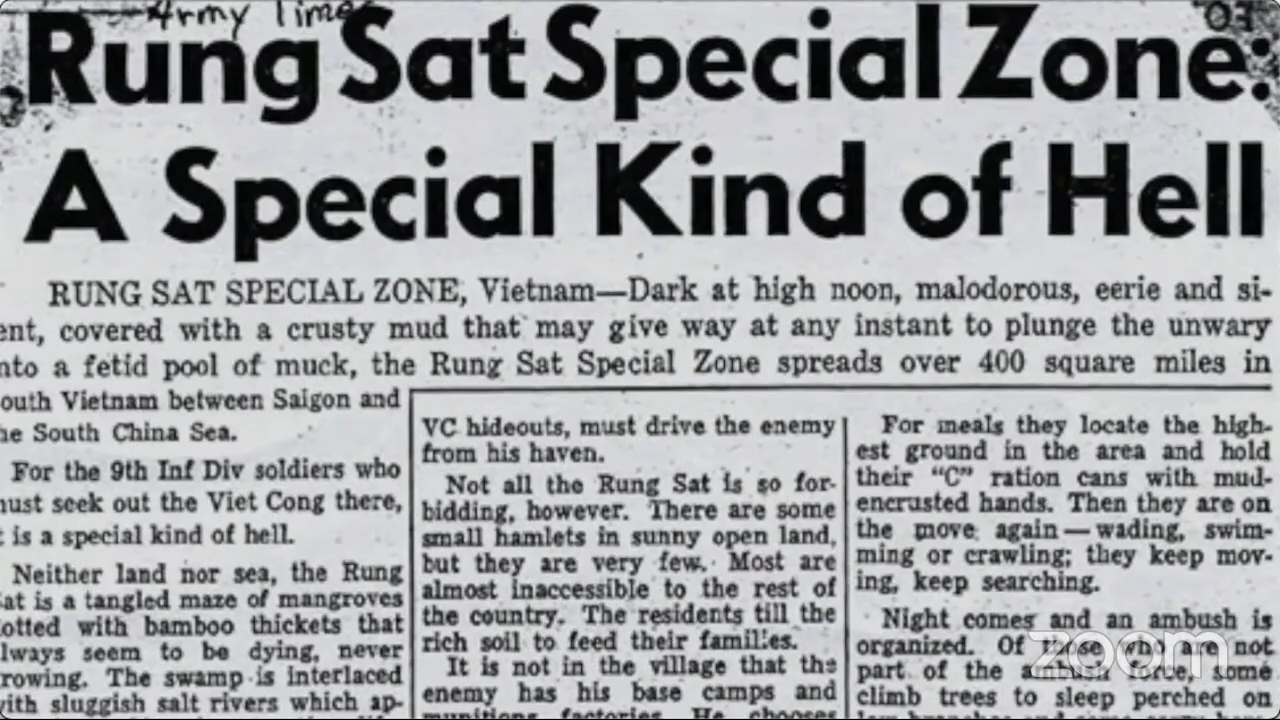 Army Times
Rung Sat Special Zone:
A Special Kind of Hell
RUNG SAT SPECIAL ZONE, Vietnam—Dark at high noon, malodorous, eerie and si-
ent, covered with a crusty mud that may give way at any instant to plunge the unwary
nto a fetid pool of muck, the Rung Sat Special Zone spreads over 400 square miles in
outh Vietnam between Saigon and
he South China Sea.
For the 9th Inf Div soldiers who
nust seek out the Viet Cong there,
t is a special kind of hell.
Neither land nor sea, the Rung
Sat is a tangled maze of mangroves
lotted with bamboo thickets that
lways seem to be dying, never
rowing. The swamp is interlaced
vith sluggish salt rivers which ap-
VC hideouts, must drive the enemy
from his haven.
Not all the Rung Sat is so for-
bidding, however. There are some
small hamlets in sunny open land,
but they are very few. Most are
almost inaccessible to the rest of
the country. The residents till the
rich soil to feed their families.
It is not in the village that the
enemy has his base camps and
munitions factories. He chooses
For meals they locate the high-
est ground in the area and hold
their "C" ration cans with mud-
encrusted hands. Then they are on
the move again—wading, swim-
ming or crawling; they keep mov-
ing, keep searching.
Night comes and an ambush is
organized. Of those who are not
part of the ambush force, some
climb trees to sleep perched on
zoom